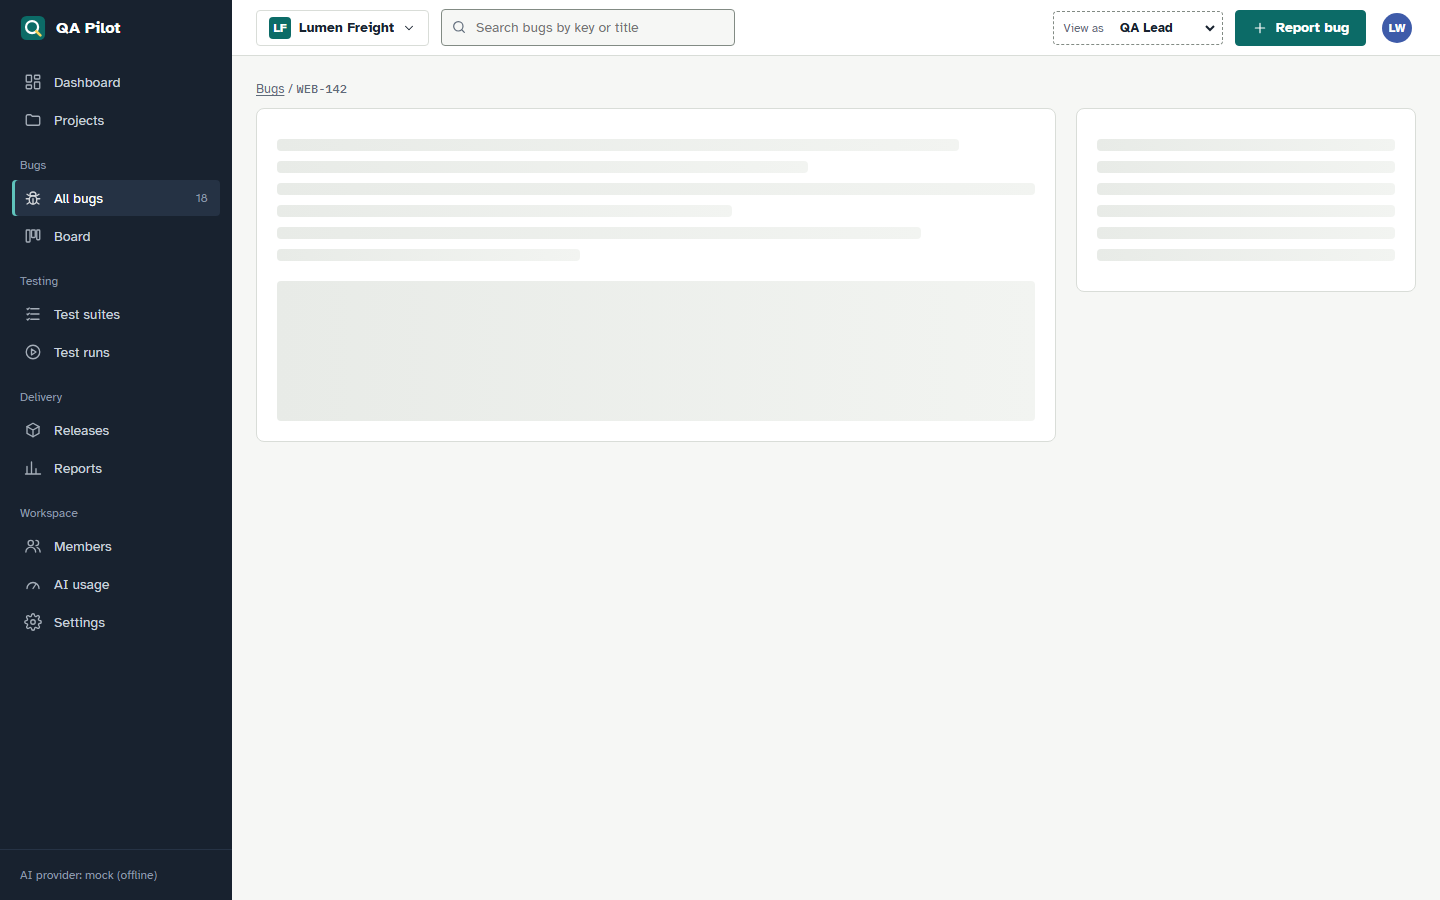 QA Pilot
Dashboard
Projects
Bugs
All bugs 18
Board
Testing
Test suites
Test runs
Delivery
Releases
Reports
Workspace
Members
AI usage
Settings
AI provider: mock (offline)
LF Lumen Freight
Search bugs by key or title
View as QA Lead
Report bug
LW
Bugs / WEB-142